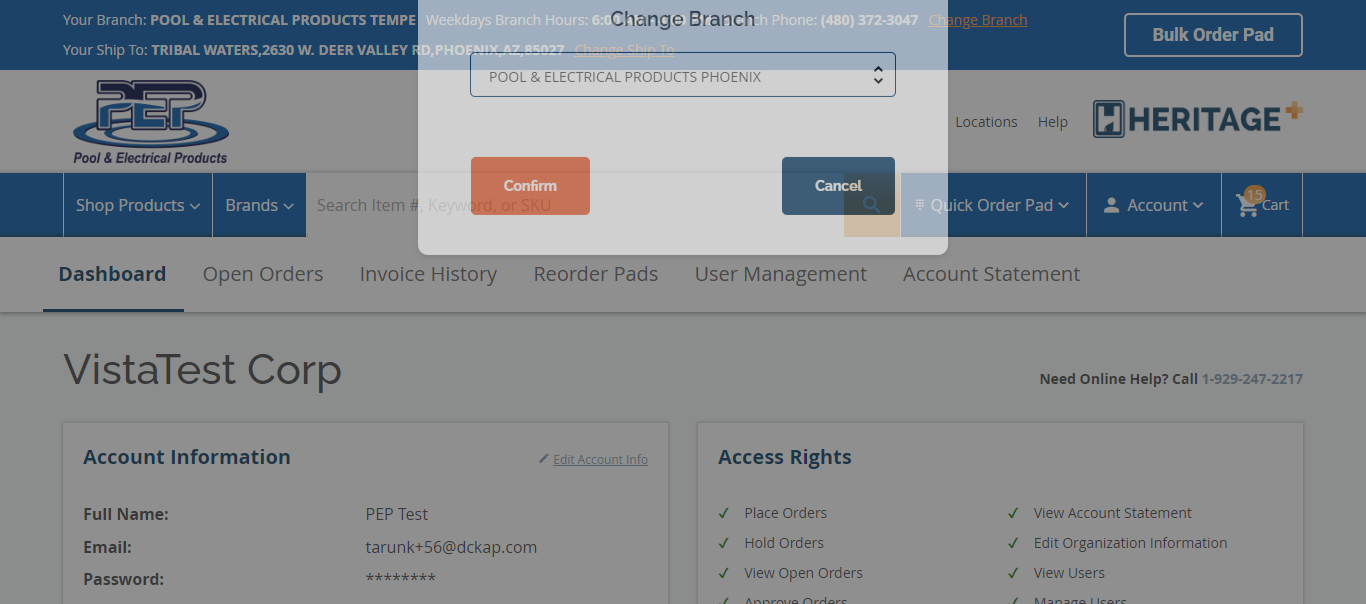 Your Branch: POOL & ELECTRICAL PRODUCTS TEMPE Weekdays Branch Hours: Branch Phone: (480) 372-3047 Change Branch
Change Branch
Bulk Order Pad
Your Ship To: TRIBAL WATERS,2630 W. DEER VALLEY RD,PHOENIX,AZ,85027 Change Ship To
POOL & ELECTRICAL PRODUCTS PHOENIX
PEP
Pool & Electrical Products
Locations Help HERITAGE+
Confirm Cancel
Shop Products Brands Search Item #, Keyword, or SKU Quick Order Pad Account 15 Cart
Dashboard Open Orders Invoice History Reorder Pads User Management Account Statement
VistaTest Corp
Need Online Help? Call 1-929-247-2217
Account Information Edit Account Info
Full Name: PEP Test
Email: tarunk+56@dckap.com
Password: ********
Access Rights
Place Orders View Account Statement
Hold Orders Edit Organization Information
View Open Orders View Users
Approve Orders Manage Users